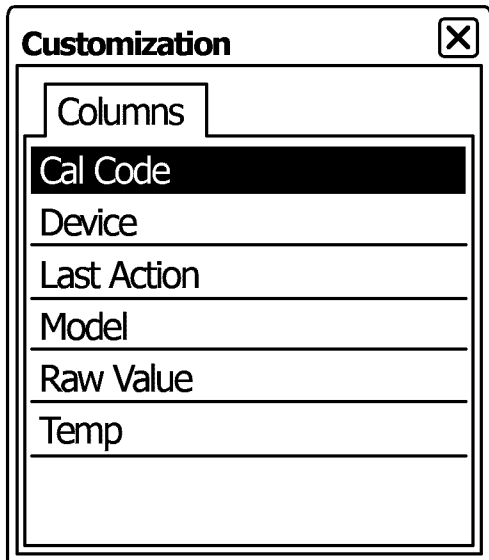 Customization
Columns
Cal Code
Device
Last Action
Model
Raw Value
Temp